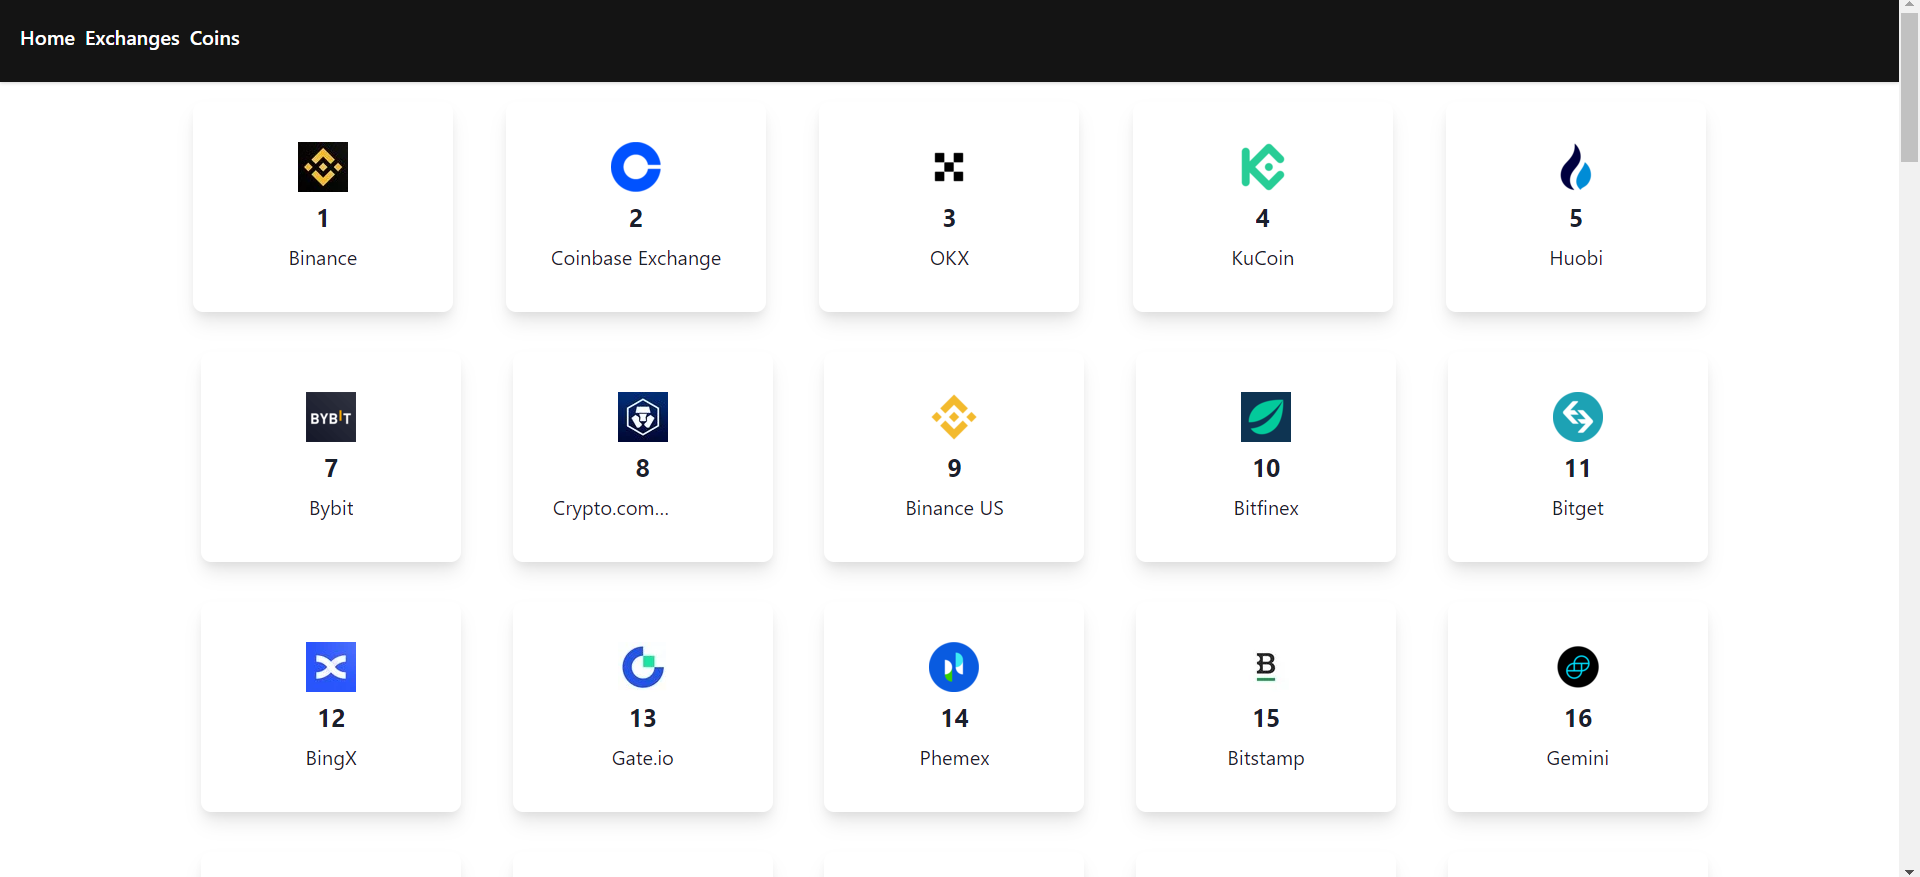 Home Exchanges Coins
1
Binance
2
Coinbase Exchange
3
OKX
4
KuCoin
5
Huobi
BYBIT
7
Bybit
8
Crypto.com...
9
Binance US
10
Bitfinex
11
Bitget
12
BingX
13
Gate.io
14
Phemex
B
15
Bitstamp
16
Gemini